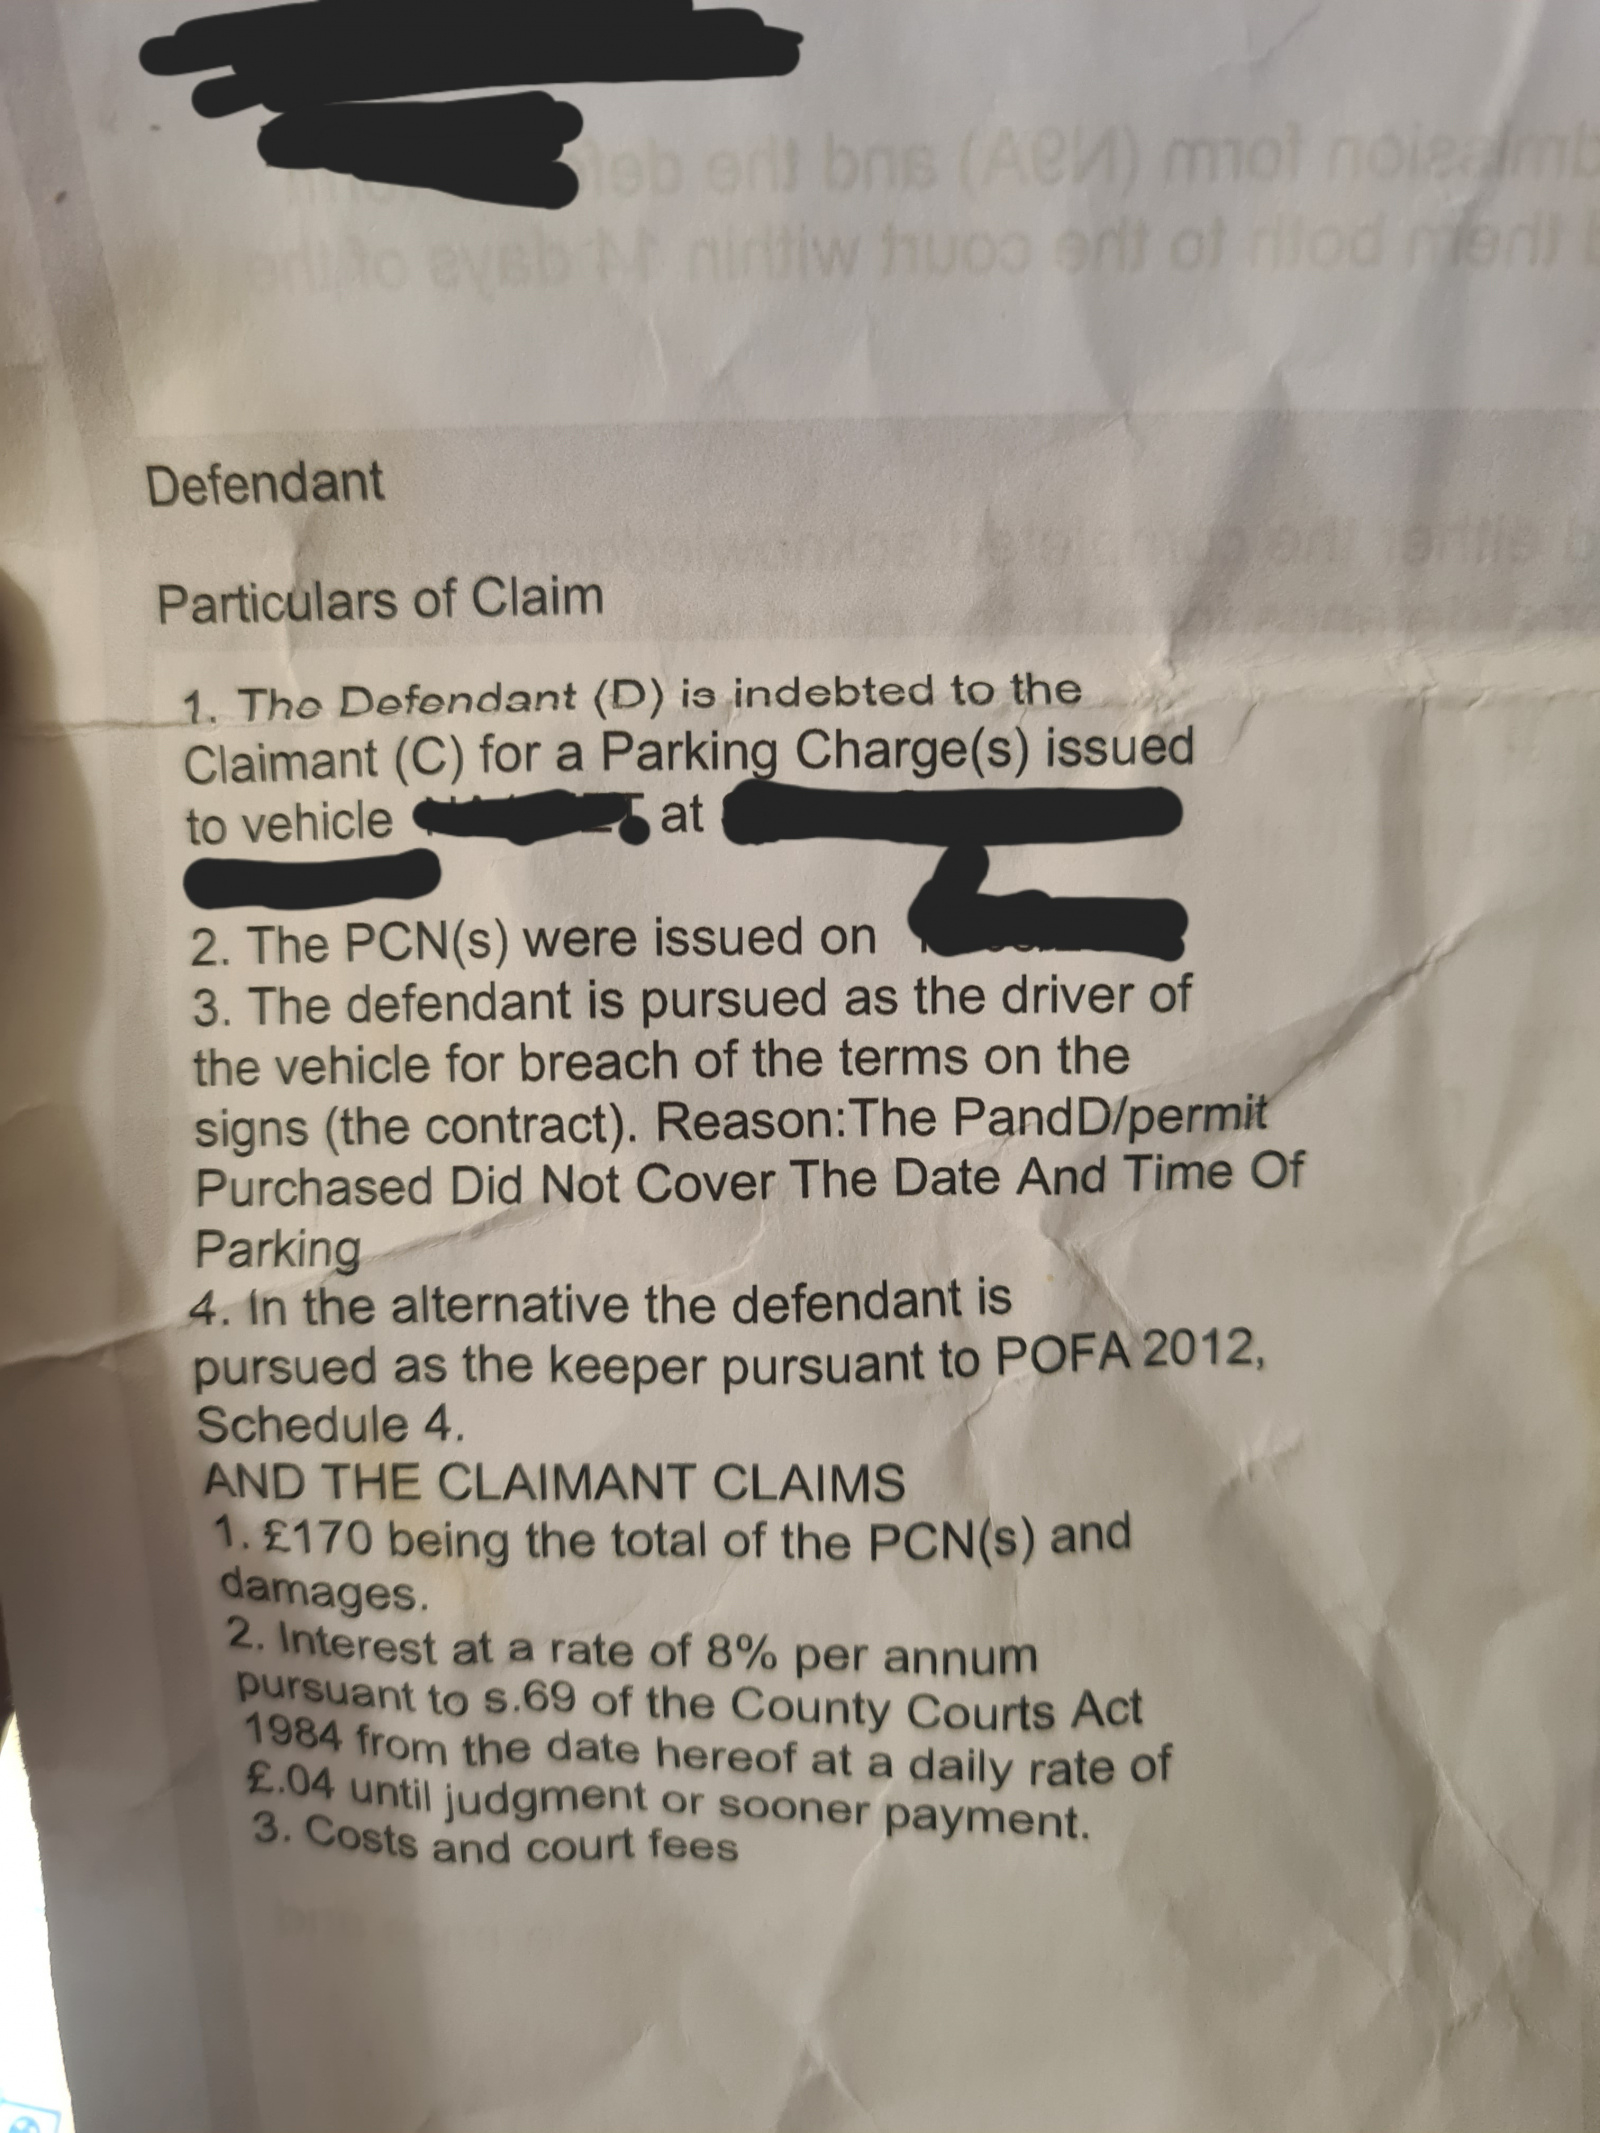 Defendant
Particulars of Claim
1. The Defendant (D) is indebted to the
Claimant (C) for a Parking Charge(s) issued
to vehicle at
2. The PCN(s) were issued on
3. The defendant is pursued as the driver of
the vehicle for breach of the terms on the
signs (the contract). Reason:The PandD/permit
Purchased Did Not Cover The Date And Time Of
Parking
4. In the alternative the defendant is
pursued as the keeper pursuant to POFA 2012,
Schedule 4.
AND THE CLAIMANT CLAIMS
1. £170 being the total of the PCN(s) and
damages.
2. Interest at a rate of 8% per annum
pursuant to s.69 of the County Courts Act
1984 from the date hereof at a daily rate of
£.04 until judgment or sooner payment.
3. Costs and court fees